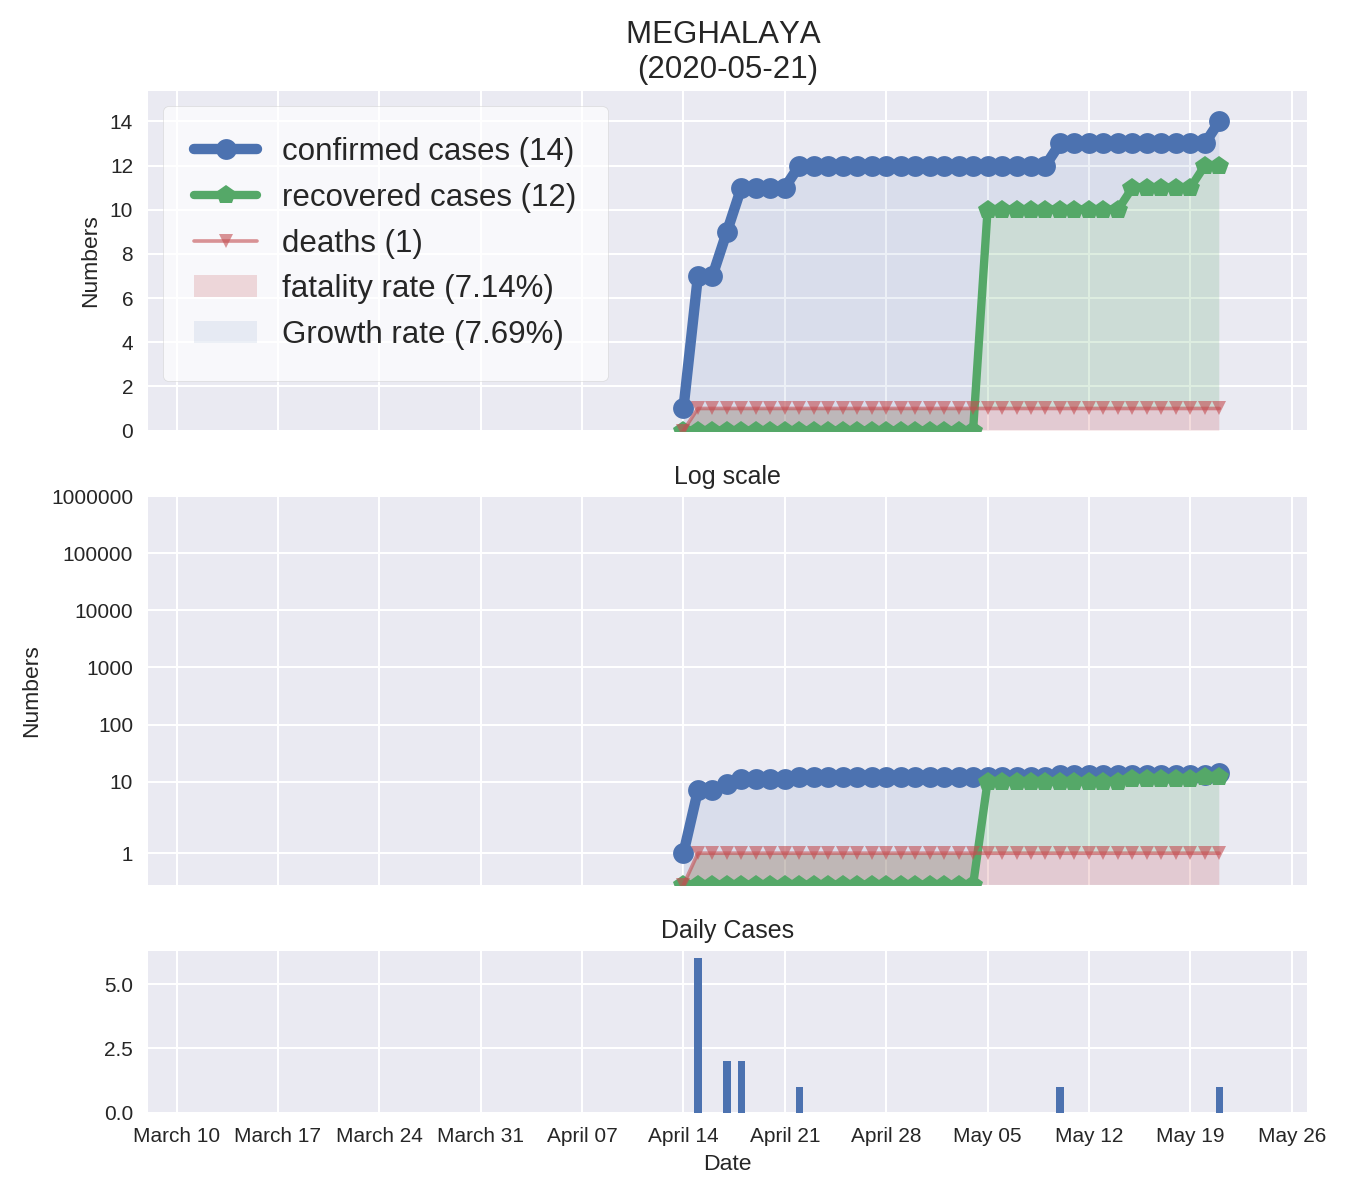 MEGHALAYA
(2020-05-21)
14
12
10
8
6
4
2
0
Numbers
confirmed cases (14)
recovered cases (12)
deaths (1)
fatality rate (7.14%)
Growth rate (7.69%)
Log scale
1000000
100000
10000
1000
100
10
1
Numbers
Daily Cases
5.0
2.5
0.0
March 10 March 17 March 24 March 31 April 07 April 14 April 21 April 28 May 05 May 12 May 19 May 26
Date